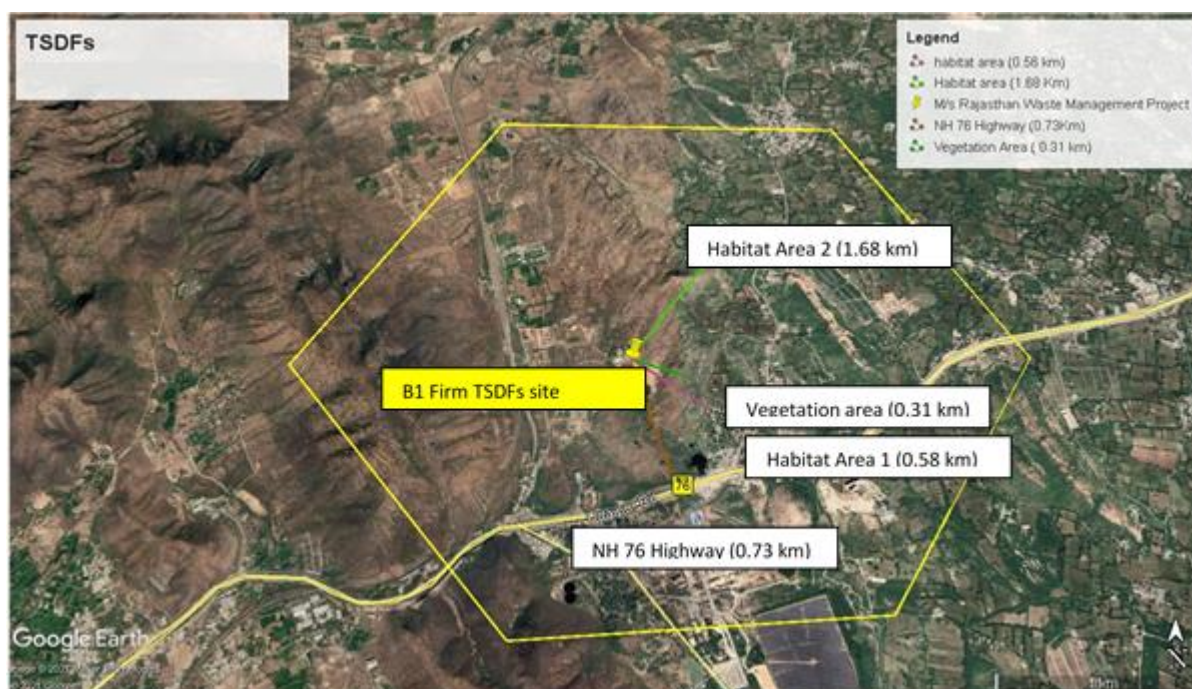 TSDFs
Legend
habitat area (0.56 km)
Habitat area (1.68 Km)
M/s Rajasthan Waste Management Project
NH 76 Highway (0.73Km)
Vegetation Area ( 0.31 km)
Habitat Area 2 (1.68 km)
B1 Firm TSDFs site
Vegetation area (0.31 km)
Habitat Area 1 (0.58 km)
76
NH 76 Highway (0.73 km)
Google Earth